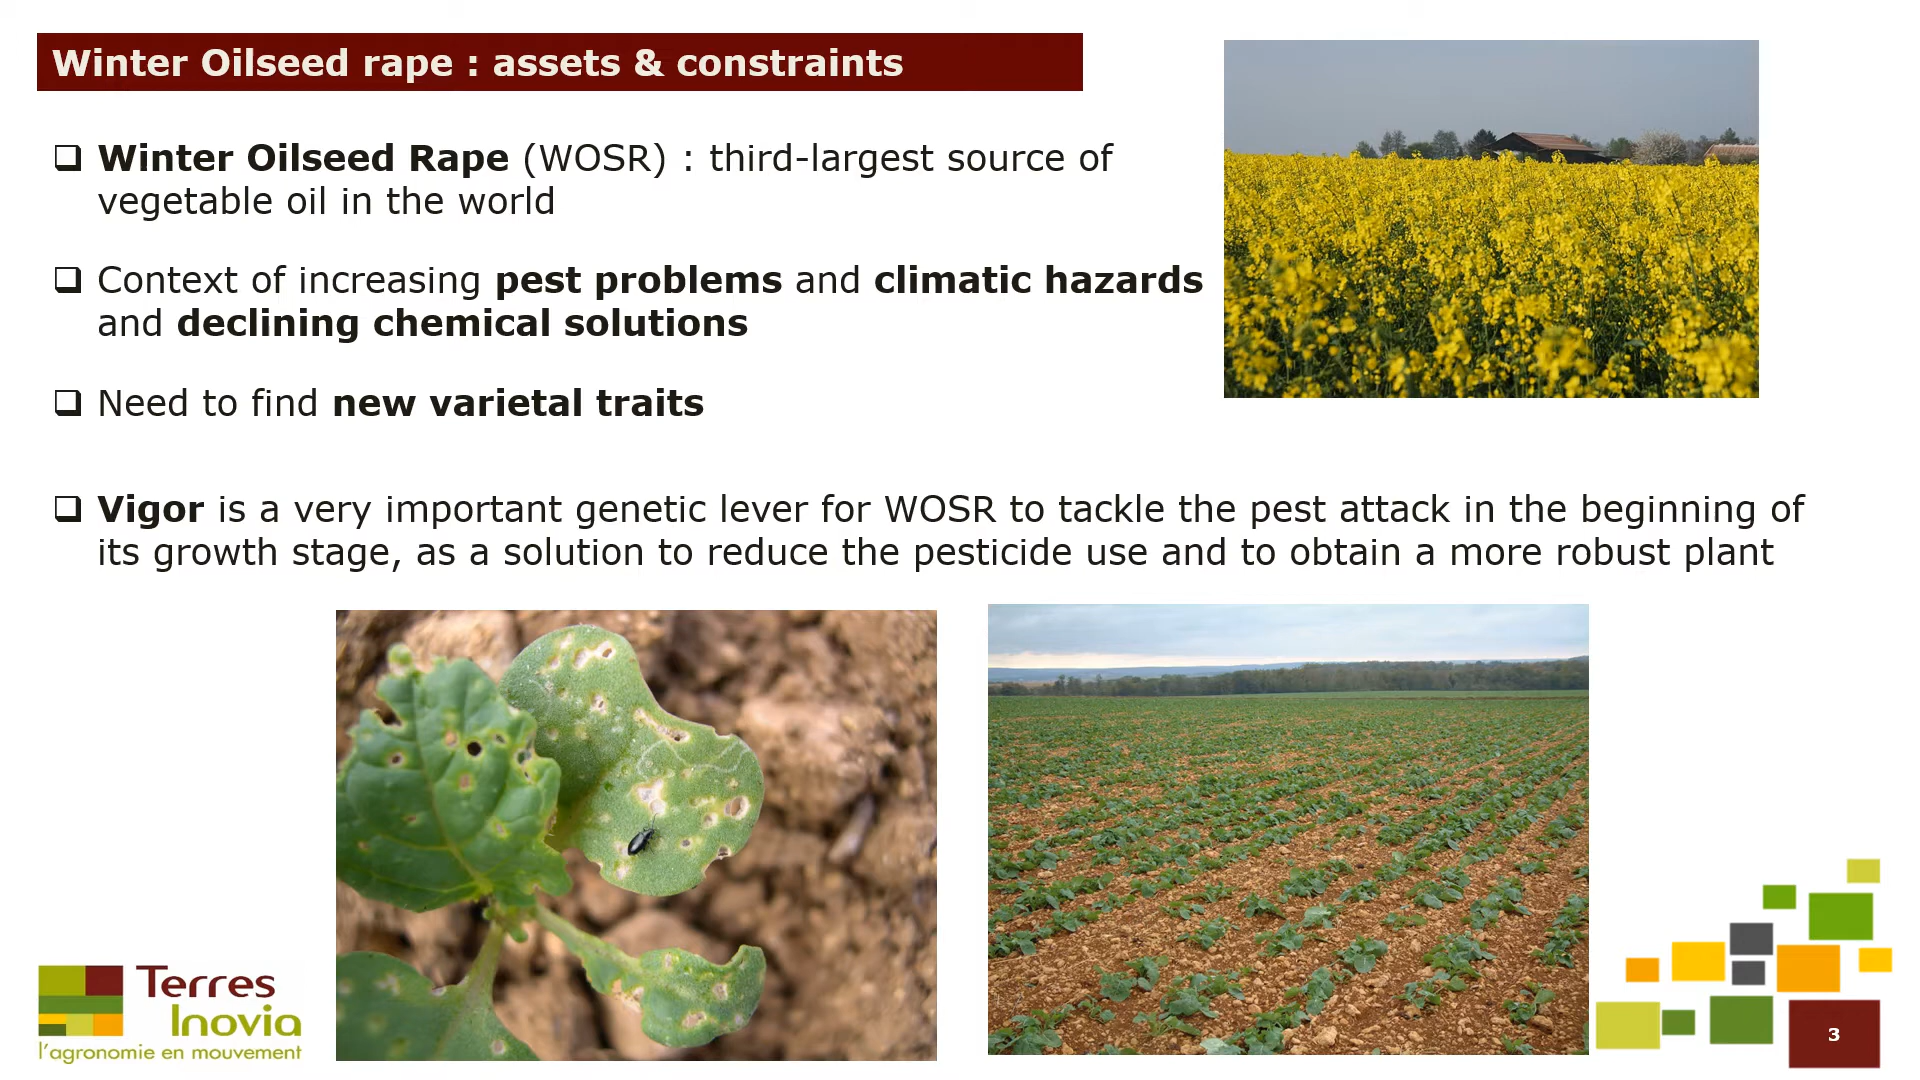 Winter Oilseed rape : assets & constraints
Winter Oilseed Rape (WOSR) : third-largest source of
vegetable oil in the world
Context of increasing pest problems and climatic hazards
and declining chemical solutions
Need to find new varietal traits
Vigor is a very important genetic lever for WOSR to tackle the pest attack in the beginning of
its growth stage, as a solution to reduce the pesticide use and to obtain a more robust plant
Terres
Inovia
l'agronomie en mouvement
3